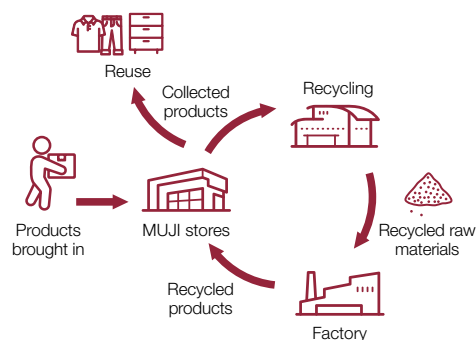 Reuse
Collected
products
Recycling
Products
brought in
MUJI stores
Recycled raw
materials
Recycled
products
Factory